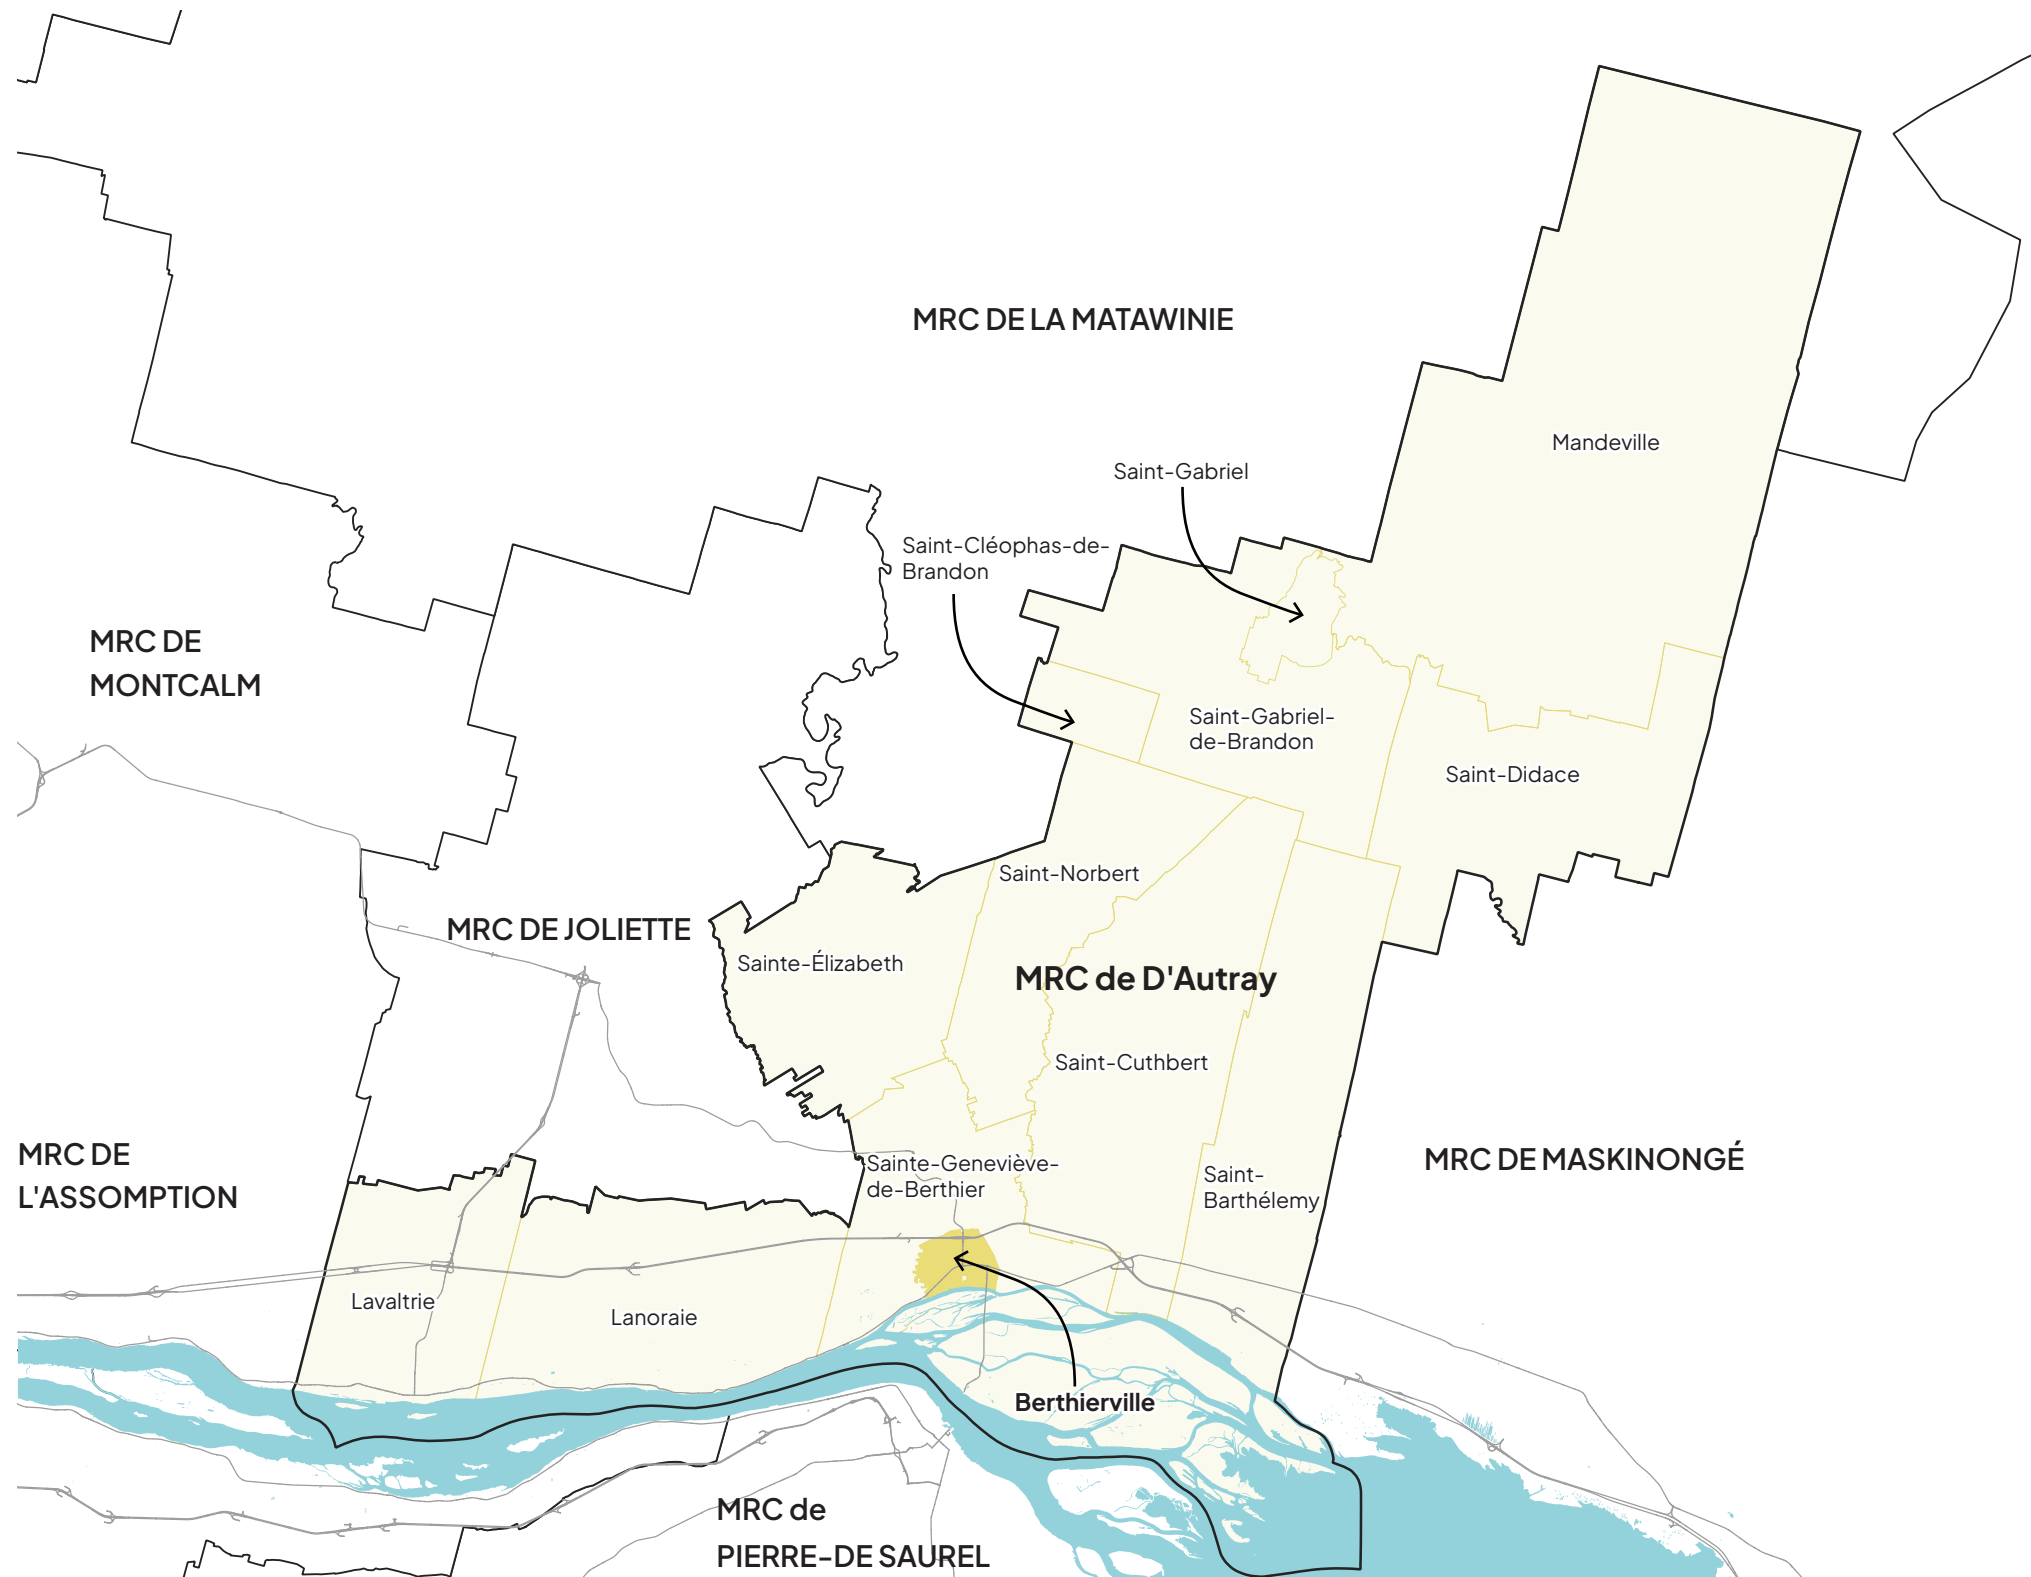 MRC DE LA MATAWINIE
Mandeville
Saint-Gabriel
Saint-Cléophas-de-
Brandon
MRC DE
MONTCALM
Saint-Gabriel-
de-Brandon
Saint-Didace
Saint-Norbert
MRC DE JOLIETTE
Sainte-Élizabeth
MRC de D'Autray
Saint-Cuthbert
MRC DE
L'ASSOMPTION
Sainte-Geneviève-
de-Berthier
Saint-
Barthélemy
MRC DE MASKINONGÉ
Lavaltrie
Lanoraie
Berthierville
MRC de
PIERRE-DE SAUREL